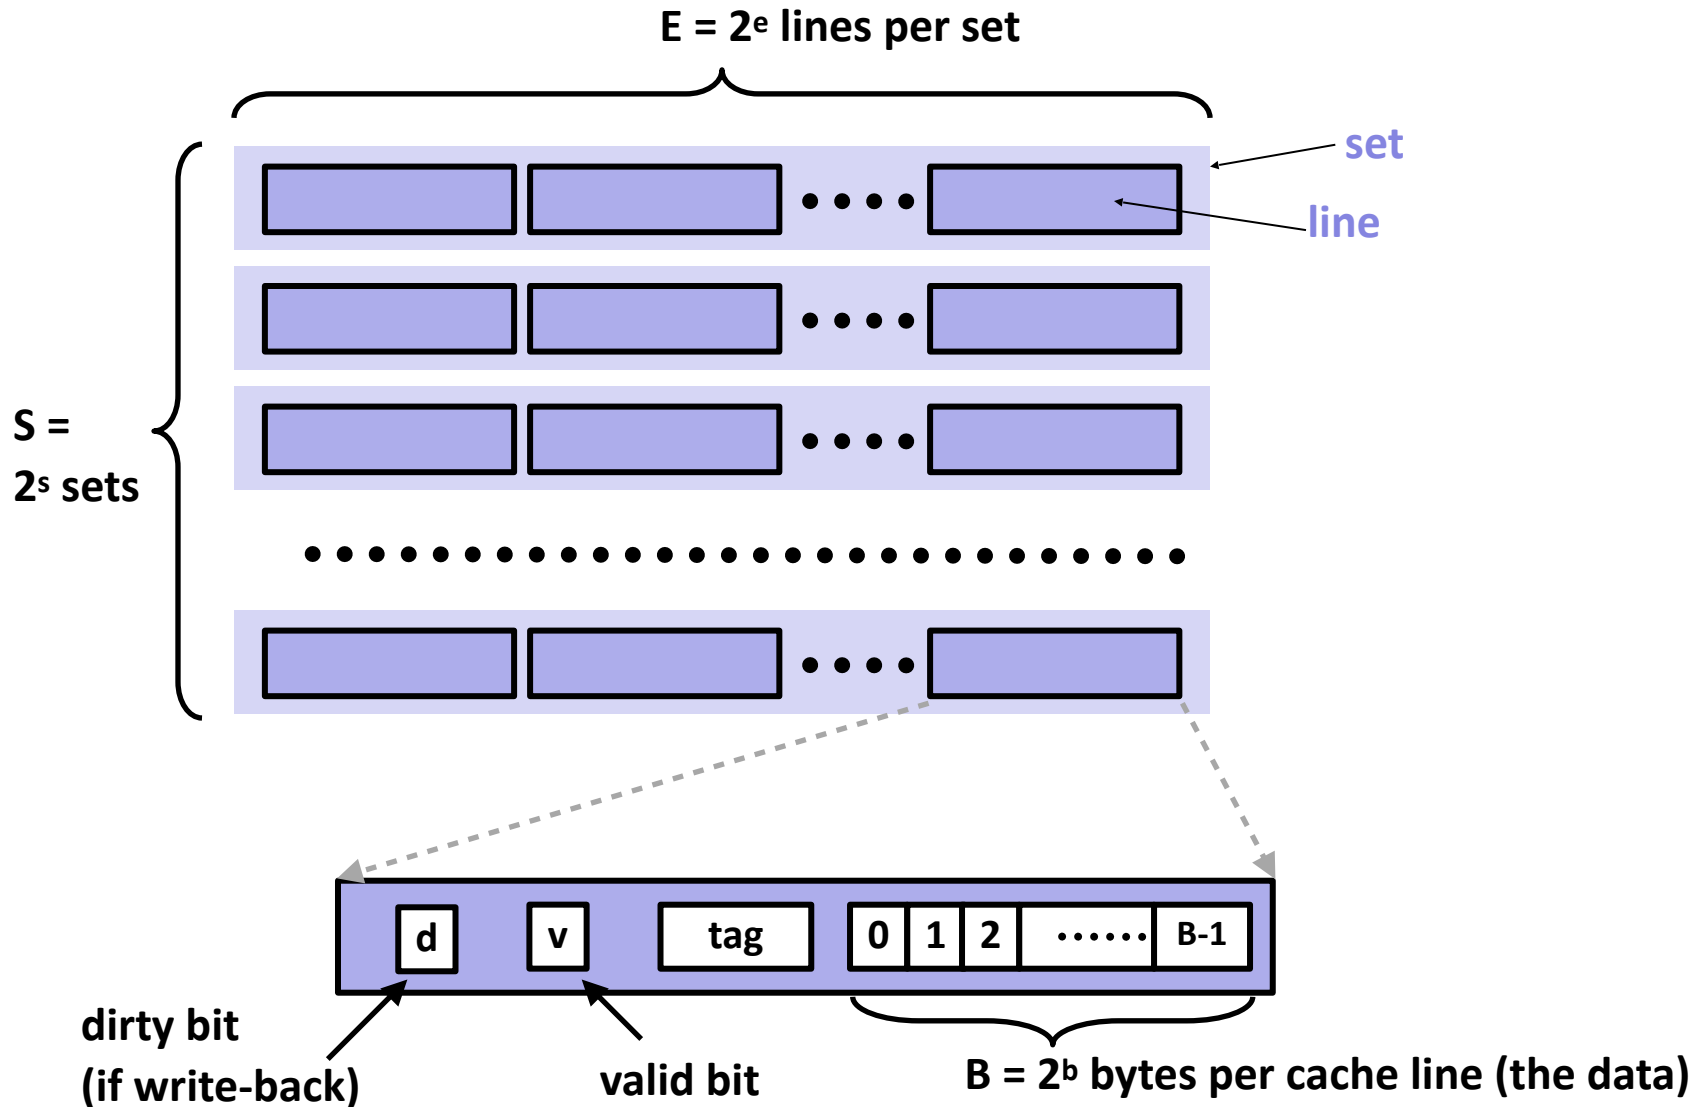 E = 2ᵉ lines per set
set
line
S =
2ˢ sets
d
v
tag
0
1
2
B-1
dirty bit
(if write-back)
valid bit
B = 2ᵇ bytes per cache line (the data)